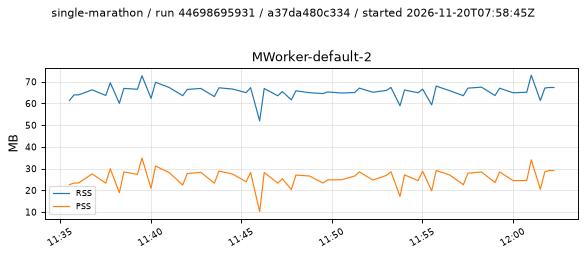 single-marathon / run 44698695931 / a37da480c334 / started 2026-11-20T07:58:45Z
MWorker-default-2
MB
70
60
50
40
30
20
10
RSS
PSS
11:35
11:40
11:45
11:50
11:55
12:00